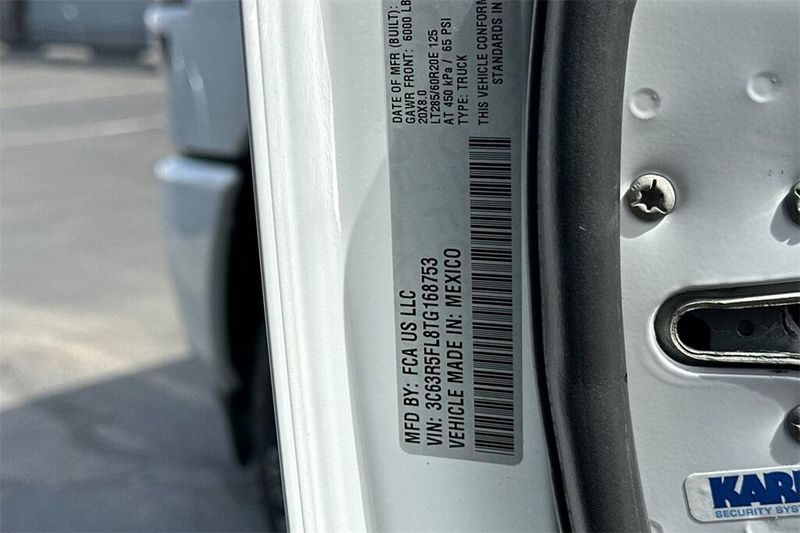 MFD BY: FCA US LLC
VIN: 3C63R5FL8TG168753
VEHICLE MADE IN: MEXICO
DATE OF MFR (BUILT):
GAWR FRONT: 6000 LB
20X8.0
LT285/60R20E 125
AT 450 kPa / 65 PSI
TYPE: TRUCK
THIS VEHICLE CONFORM
STANDARDS IN
KAR
SECURITY SYS